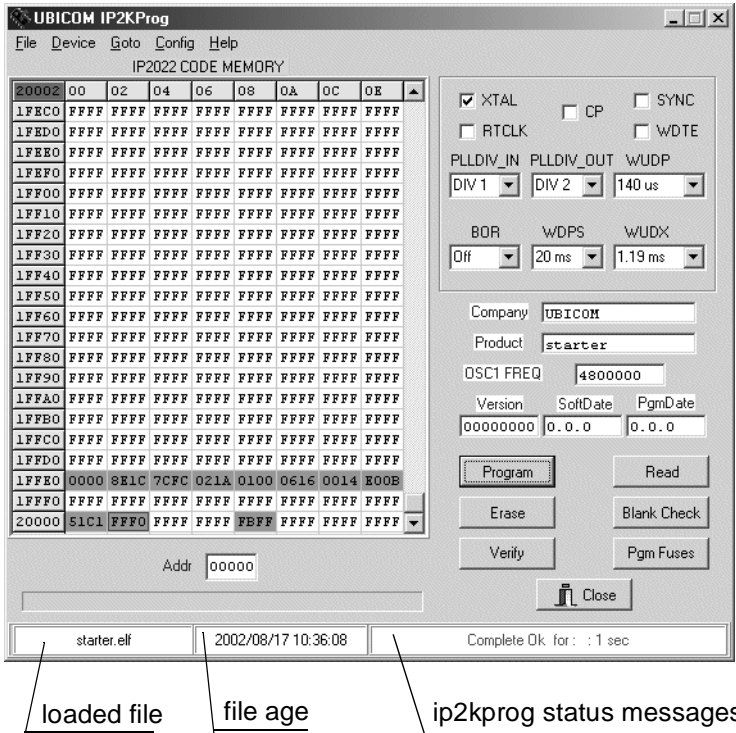 UBICOM IP2KProg
File Device Goto Config Help
IP2022 CODE MEMORY
20002 00 02 04 06 08 0A 0C 0E
1FEC0 FFFF FFFF FFFF FFFF FFFF FFFF FFFF FFFF
1FED0 FFFF FFFF FFFF FFFF FFFF FFFF FFFF FFFF
1FEE0 FFFF FFFF FFFF FFFF FFFF FFFF FFFF FFFF
1FEF0 FFFF FFFF FFFF FFFF FFFF FFFF FFFF FFFF
1FF00 FFFF FFFF FFFF FFFF FFFF FFFF FFFF FFFF
1FF10 FFFF FFFF FFFF FFFF FFFF FFFF FFFF FFFF
1FF20 FFFF FFFF FFFF FFFF FFFF FFFF FFFF FFFF
1FF30 FFFF FFFF FFFF FFFF FFFF FFFF FFFF FFFF
1FF40 FFFF FFFF FFFF FFFF FFFF FFFF FFFF FFFF
1FF50 FFFF FFFF FFFF FFFF FFFF FFFF FFFF FFFF
1FF60 FFFF FFFF FFFF FFFF FFFF FFFF FFFF FFFF
1FF70 FFFF FFFF FFFF FFFF FFFF FFFF FFFF FFFF
1FF80 FFFF FFFF FFFF FFFF FFFF FFFF FFFF FFFF
1FF90 FFFF FFFF FFFF FFFF FFFF FFFF FFFF FFFF
1FFA0 FFFF FFFF FFFF FFFF FFFF FFFF FFFF FFFF
1FFB0 FFFF FFFF FFFF FFFF FFFF FFFF FFFF FFFF
1FFC0 FFFF FFFF FFFF FFFF FFFF FFFF FFFF FFFF
1FFD0 FFFF FFFF FFFF FFFF FFFF FFFF FFFF FFFF
1FFE0 0000 8E1C 7CFC 021A 0100 0616 0014 E00B
1FFF0 FFFF FFFF FFFF FFFF FFFF FFFF FFFF FFFF
20000 51C1 FFF0 FFFF FFFF FBFF FFFF FFFF FFFF
Addr 00000
XTAL CP SYNC
RTCLK WDTE
PLLDIV_IN PLLDIV_OUT WUDP
DIV 1 DIV 2 140 us
BOR WDPS WUDX
Off 20 ms 1.19 ms
Company UBICOM
Product starter
OSC1 FREQ 4800000
Version SoftDate PgmDate
00000000 0.0.0 0.0.0
Program Read
Erase Blank Check
Verify Pgm Fuses
Close
starter.elf 2002/08/17 10:36:08 Complete Ok for : : 1 sec
loaded file file age ip2kprog status messages